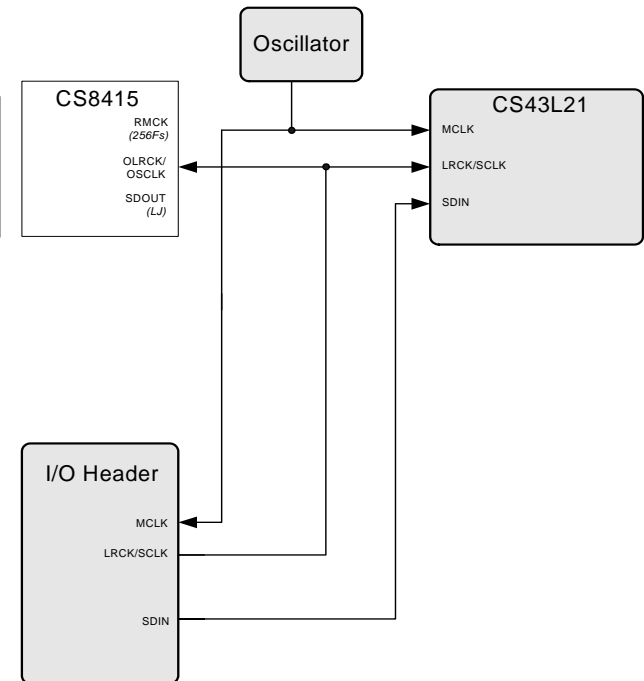 Oscillator
CS8415
RMCK
(256Fs)
OLRCK/
OSCLK
SDOUT
(LJ)
CS43L21
MCLK
LRCK/SCLK
SDIN
I/O Header
MCLK
LRCK/SCLK
SDIN